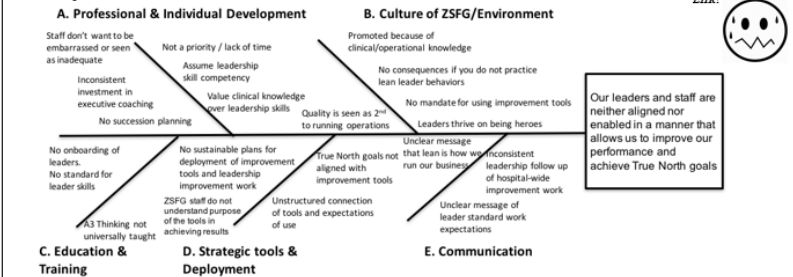 A. Professional & Individual Development
B. Culture of ZSFG/Environment
Staff don't want to be
embarrassed or seen
as inadequate
Not a priority / lack of time
Assume leadership
skill competency
Inconsistent
investment in
executive coaching
Value clinical knowledge
over leadership skills
No succession planning
Promoted because of
clinical/operational knowledge
No consequences if you do not practice
lean leader behaviors
No mandate for using improvement tools
Quality is seen as 2nd
to running operations
Leaders thrive on being heroes
Our leaders and staff are
neither aligned nor
enabled in a manner that
allows us to improve our
performance and
achieve True North goals
No onboarding of
leaders.
No standard for
leader skills
A3 Thinking not
universally taught
No sustainable plans for
deployment of improvement
tools and leadership
improvement work
ZSFG staff do not
understand purpose
of the tools in
achieving results
True North goals not
aligned with
improvement tools
Unstructured connection
of tools and expectations
of use
Unclear message
that lean is how we
run our business
Inconsistent
leadership follow up
of hospital-wide
improvement work
Unclear message of
leader standard work
expectations
C. Education &
Training
D. Strategic tools &
Deployment
E. Communication